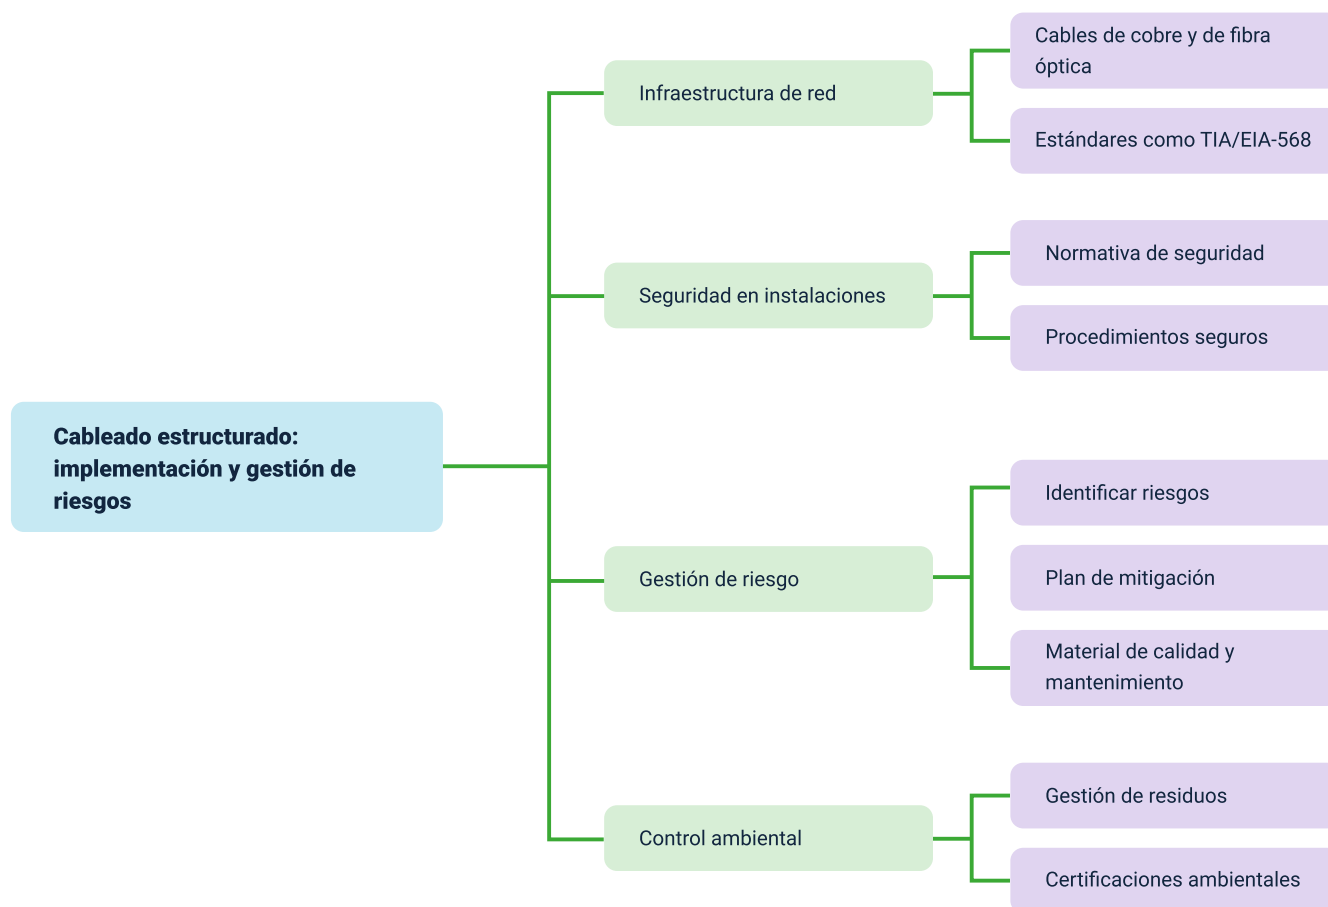 Cableado estructurado:
implementación y gestión de
riesgos
Infraestructura de red
Cables de cobre y de fibra
óptica
Estándares como TIA/EIA-568
Seguridad en instalaciones
Normativa de seguridad
Procedimientos seguros
Gestión de riesgo
Identificar riesgos
Plan de mitigación
Material de calidad y
mantenimiento
Control ambiental
Gestión de residuos
Certificaciones ambientales